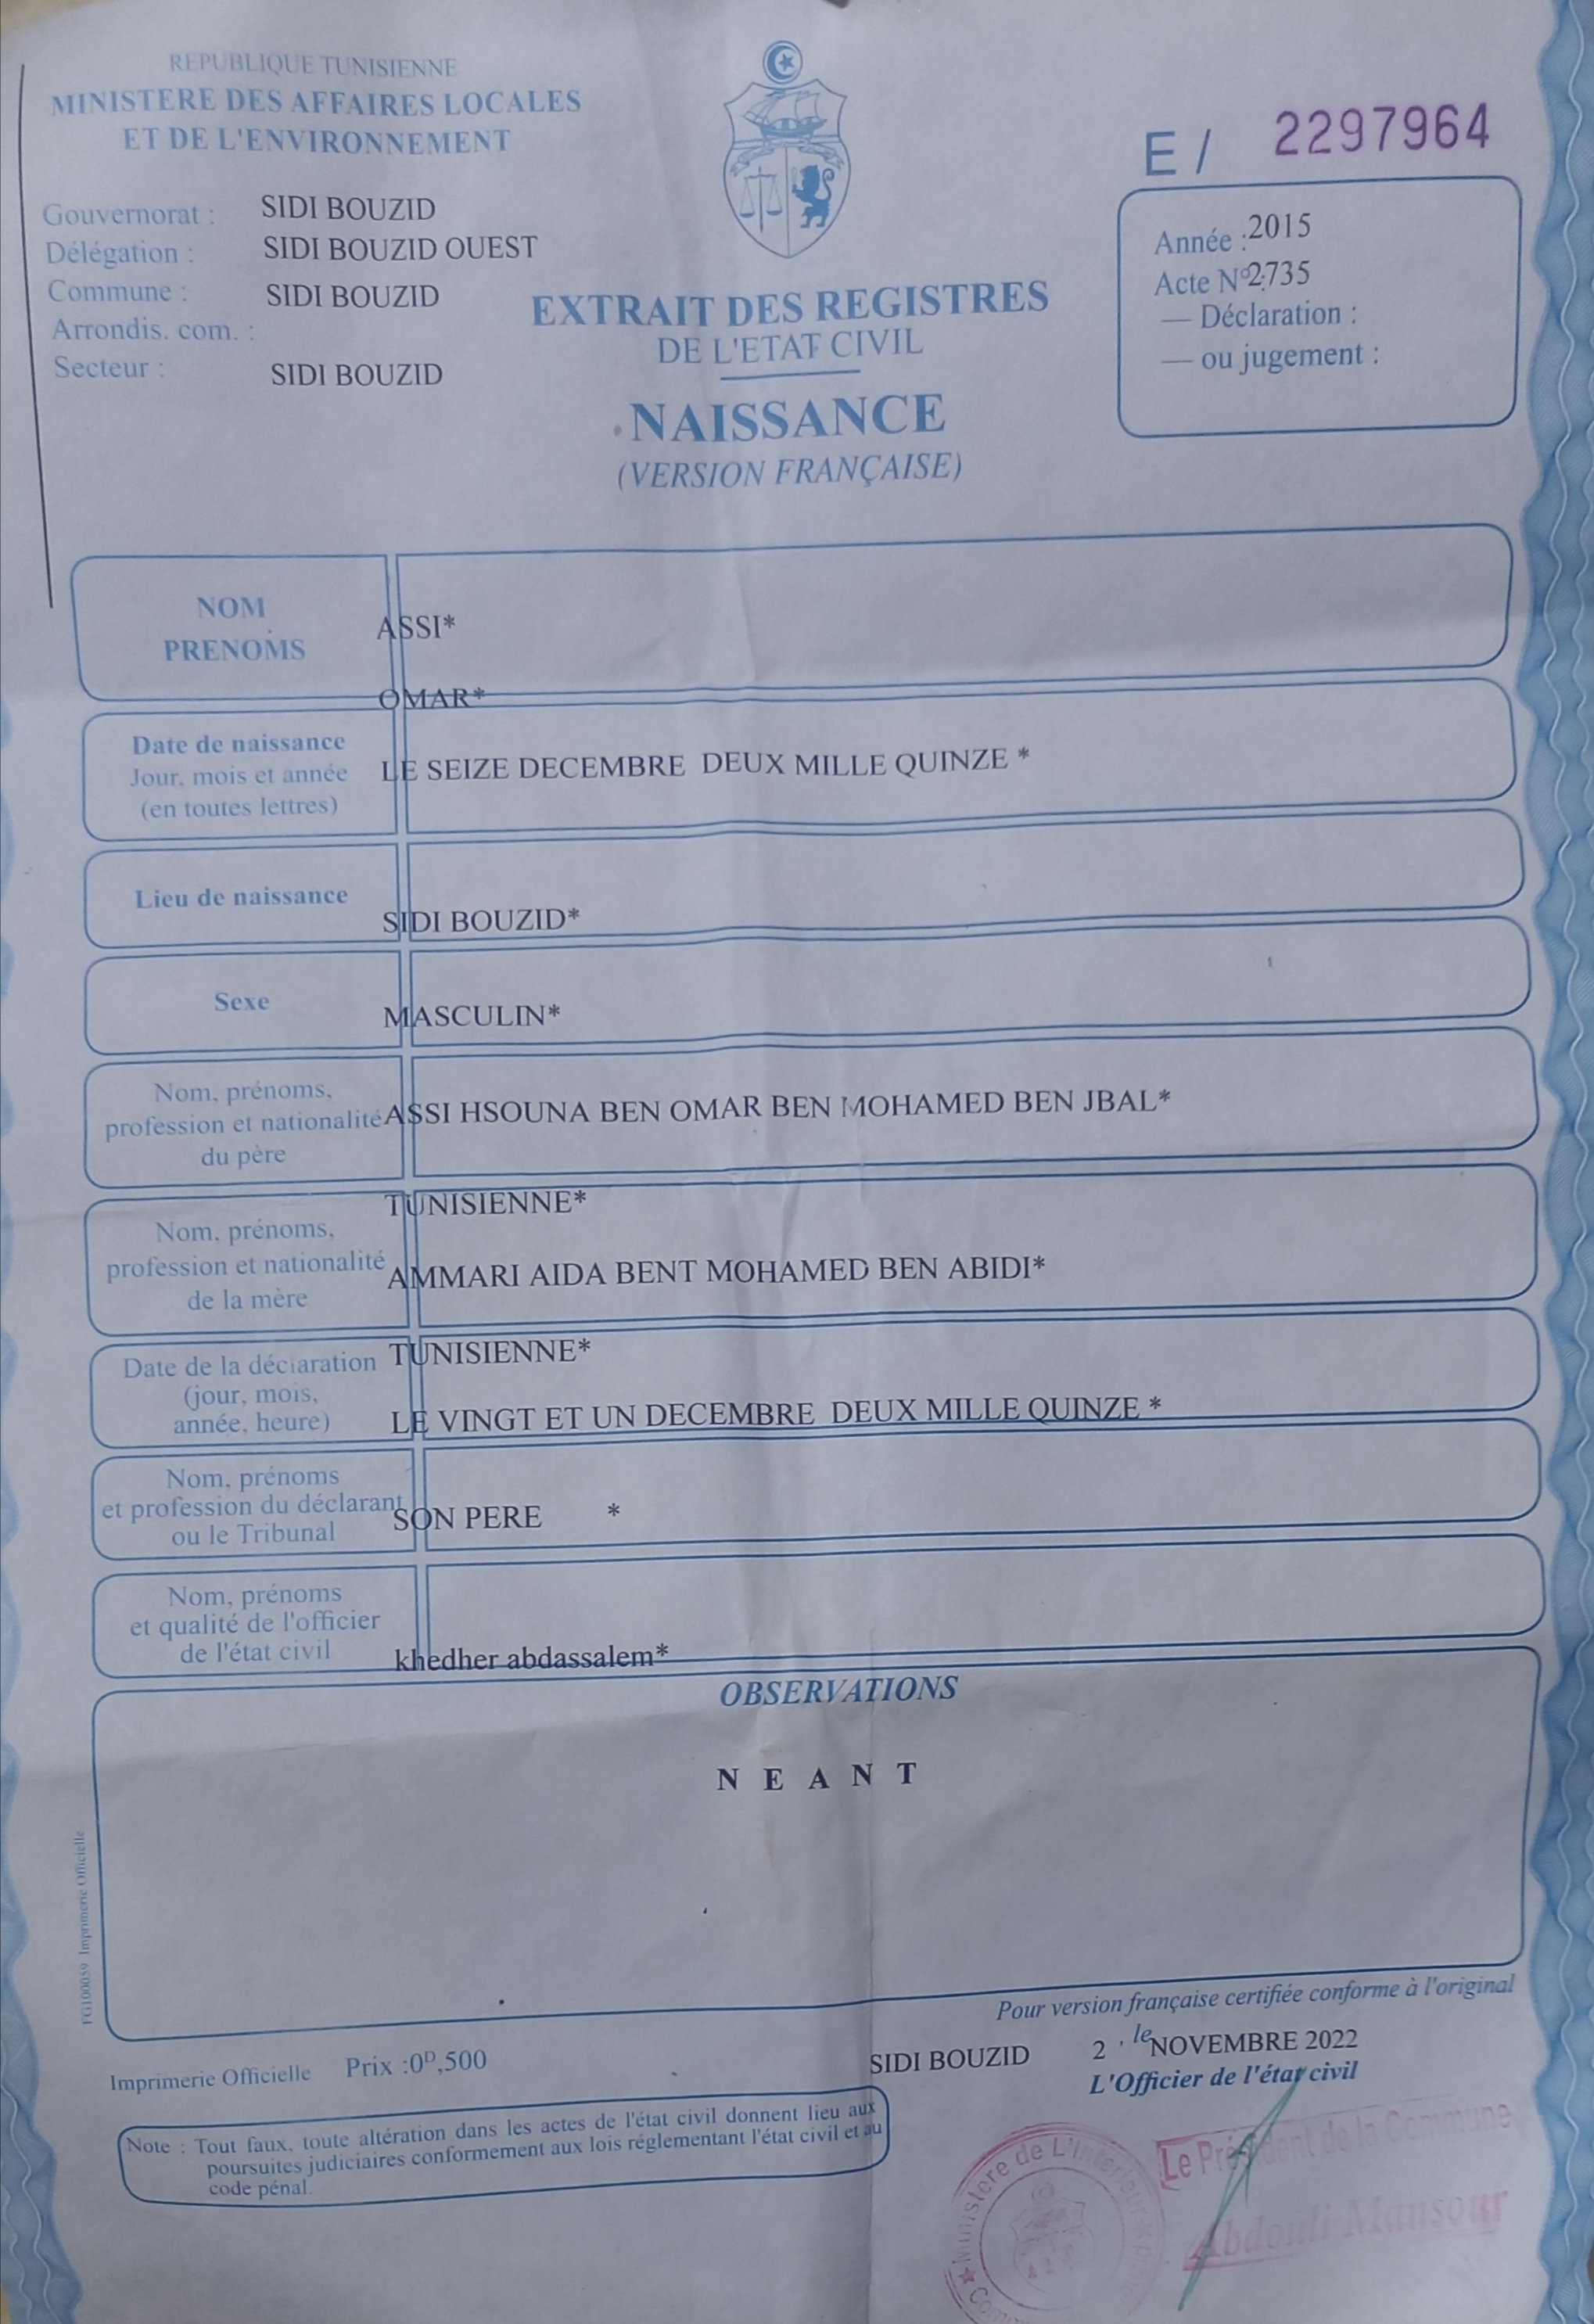 REPUBLIQUE TUNISIENNE
MINISTERE DES AFFAIRES LOCALES
ET DE L'ENVIRONNEMENT
Gouvernorat : SIDI BOUZID
Délégation : SIDI BOUZID OUEST
Commune : SIDI BOUZID
Arrondis. com. :
Secteur : SIDI BOUZID
E / 2297964
Année : 2015
Acte N° 2735
— Déclaration :
— ou jugement :
EXTRAIT DES REGISTRES
DE L'ETAT CIVIL
NAISSANCE
(VERSION FRANÇAISE)
NOM
PRENOMS
ASSI*
OMAR*
Date de naissance
Jour, mois et année
(en toutes lettres)
LE SEIZE DECEMBRE DEUX MILLE QUINZE *
Lieu de naissance
SIDI BOUZID*
Sexe
MASCULIN*
Nom, prénoms,
profession et nationalité
du père
ASSI HSOUNA BEN OMAR BEN MOHAMED BEN JBAL*
TUNISIENNE*
Nom, prénoms,
profession et nationalité
de la mère
AMMARI AIDA BENT MOHAMED BEN ABIDI*
TUNISIENNE*
Date de la déclaration
(jour, mois,
année, heure)
LE VINGT ET UN DECEMBRE DEUX MILLE QUINZE *
Nom, prénoms
et profession du déclarant
ou le Tribunal
SON PERE *
Nom, prénoms
et qualité de l'officier
de l'état civil
khedher abdassalem*
OBSERVATIONS
N E A N T
FG100059 Imprimerie Officielle
Pour version française certifiée conforme à l'original
SIDI BOUZID 2 , le NOVEMBRE 2022
L'Officier de l'état civil
Imprimerie Officielle Prix :0D,500
Note : Tout faux, toute altération dans les actes de l'état civil donnent lieu aux
poursuites judiciaires conformement aux lois réglementant l'état civil et au
code pénal.
Ministère de L'Intérieur
Le Président de la Commune
Abdouli Mansour